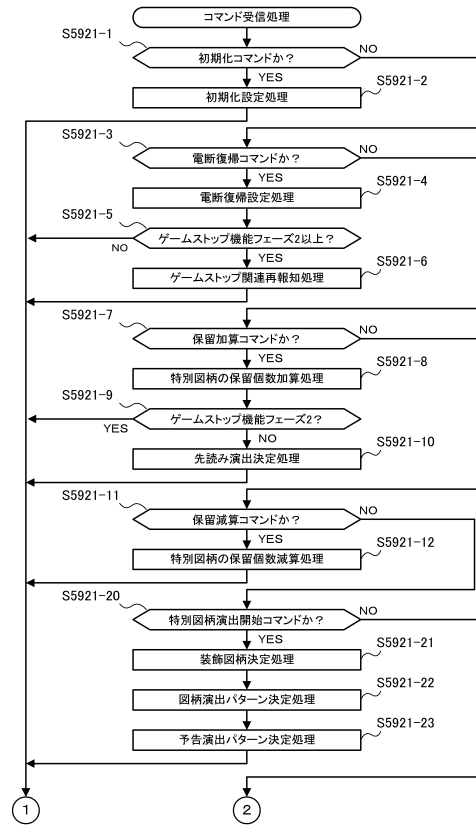 コマンド受信処理
S5921-1
初期化コマンドか？
NO
YES
S5921-2
初期化設定処理
S5921-3
電断復帰コマンドか？
NO
YES
S5921-4
電断復帰設定処理
S5921-5
ゲームストップ機能フェーズ2以上？
NO
YES
S5921-6
ゲームストップ関連再報知処理
S5921-7
保留加算コマンドか？
NO
YES
S5921-8
特別図柄の保留個数加算処理
S5921-9
ゲームストップ機能フェーズ2？
YES
NO
S5921-10
先読み演出決定処理
S5921-11
保留減算コマンドか？
NO
YES
S5921-12
特別図柄の保留個数減算処理
S5921-20
特別図柄演出開始コマンドか？
NO
YES
S5921-21
装飾図柄決定処理
S5921-22
図柄演出パターン決定処理
S5921-23
予告演出パターン決定処理
1
2